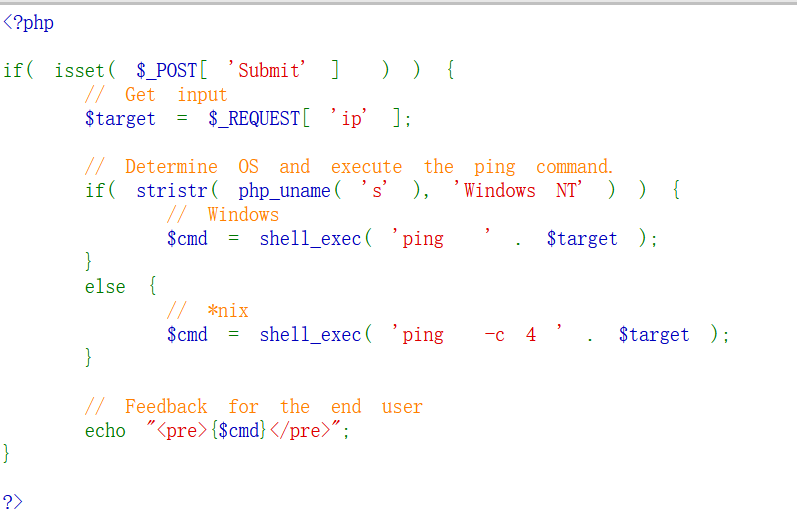 <?php
if( isset( $_POST[ 'Submit' ] ) ) {
// Get input
$target = $_REQUEST[ 'ip' ];
// Determine OS and execute the ping command.
if( stristr( php_uname( 's' ), 'Windows NT' ) ) {
// Windows
$cmd = shell_exec( 'ping ' . $target );
}
else {
// *nix
$cmd = shell_exec( 'ping -c 4 ' . $target );
}
// Feedback for the end user
echo "<pre>{$cmd}</pre>";
}
?>